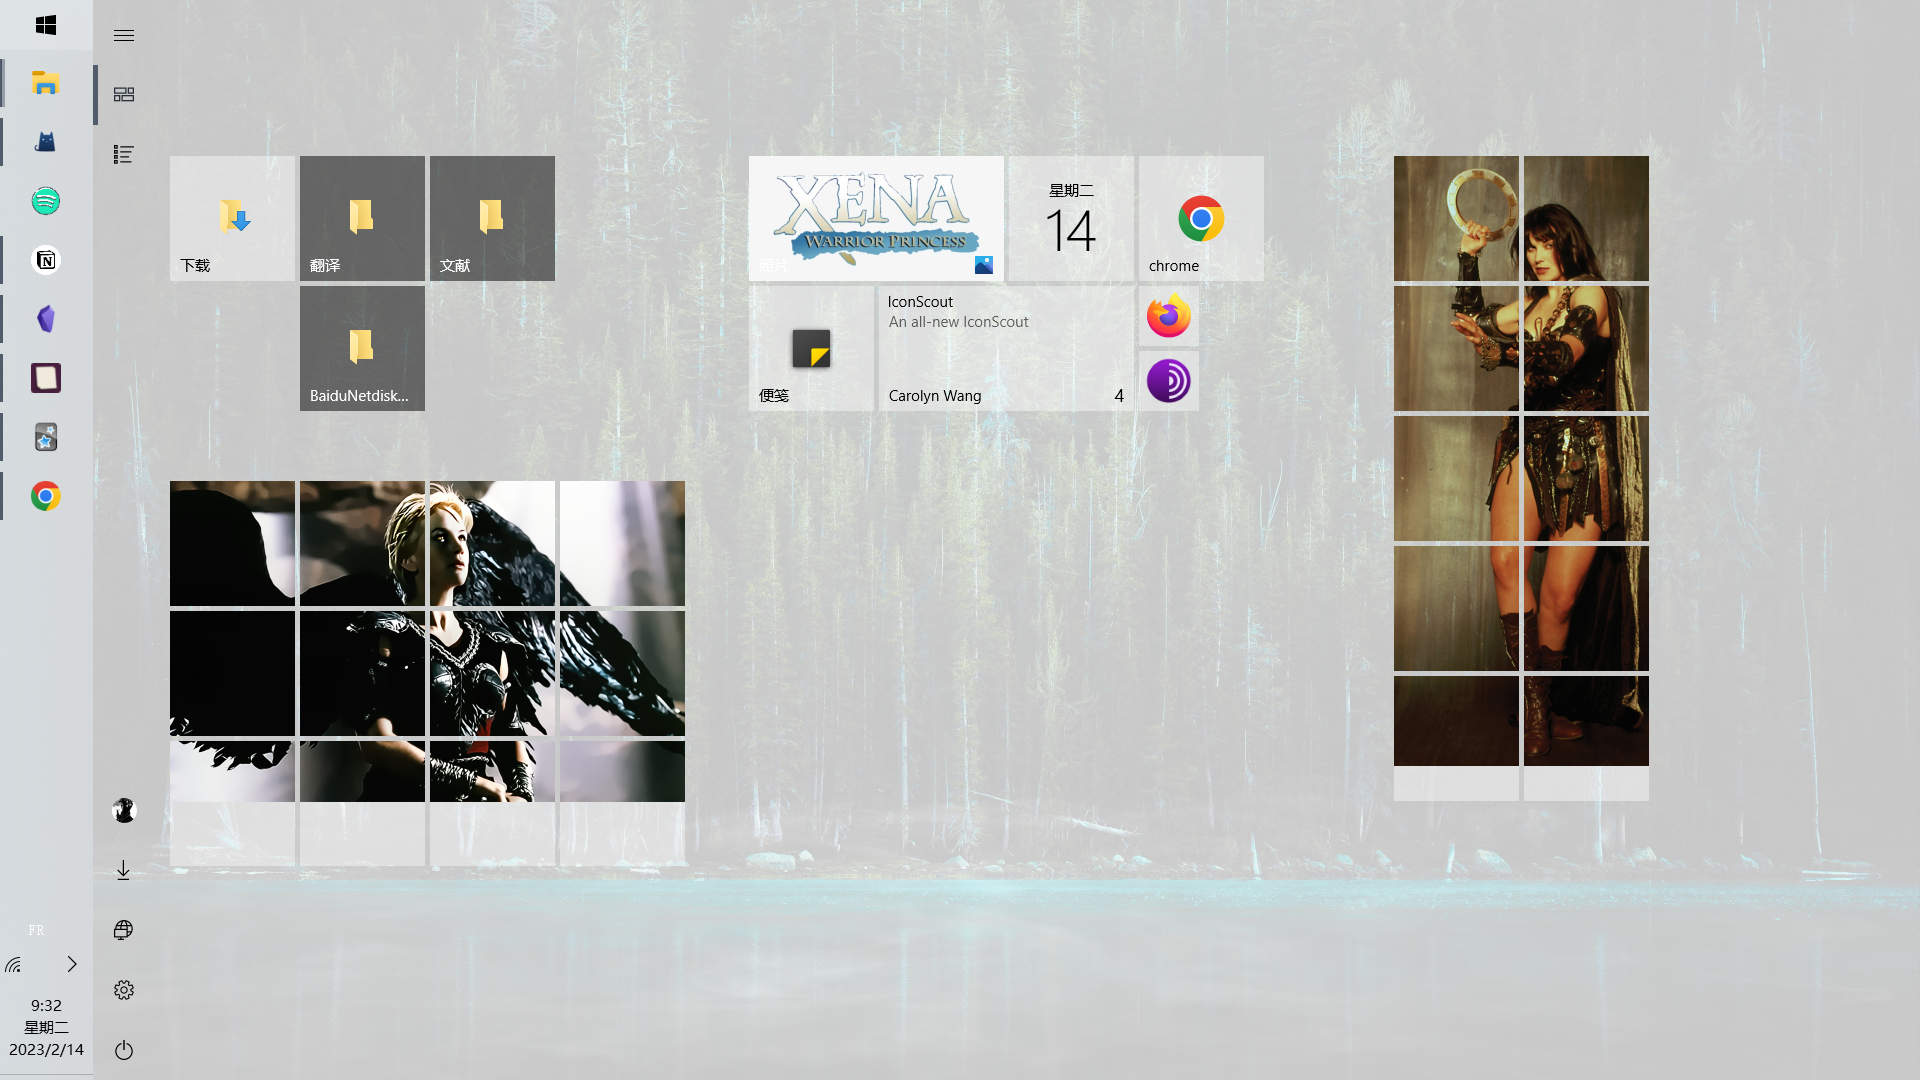 下载
翻译
文献
BaiduNetdisk...
XENA
WARRIOR PRINCESS
照片
星期二
14
chrome
便笺
IconScout
An all-new IconScout
Carolyn Wang
4
FR
9:32
星期二
2023/2/14